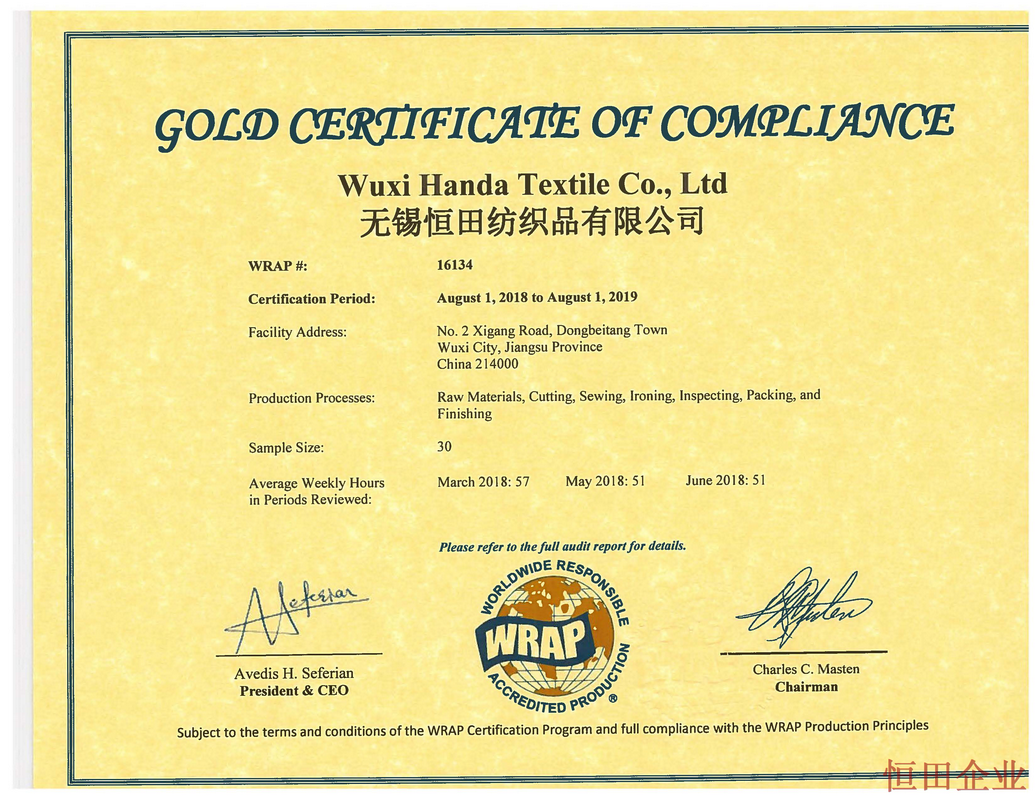 GOLD CERTIFICATE OF COMPLIANCE
Wuxi Handa Textile Co., Ltd
无锡恒田纺织品有限公司
WRAP #: 16134
Certification Period: August 1, 2018 to August 1, 2019
Facility Address: No. 2 Xigang Road, Dongbeitang Town
Wuxi City, Jiangsu Province
China 214000
Production Processes: Raw Materials, Cutting, Sewing, Ironing, Inspecting, Packing, and
Finishing
Sample Size: 30
Average Weekly Hours March 2018: 57 May 2018: 51 June 2018: 51
in Periods Reviewed:
Please refer to the full audit report for details.
WORLDWIDE RESPONSIBLE
WRAP
ACCREDITED PRODUCTION ®
Avedis H. Seferian
President & CEO
Charles C. Masten
Chairman
Subject to the terms and conditions of the WRAP Certification Program and full compliance with the WRAP Production Principles
恒田企业